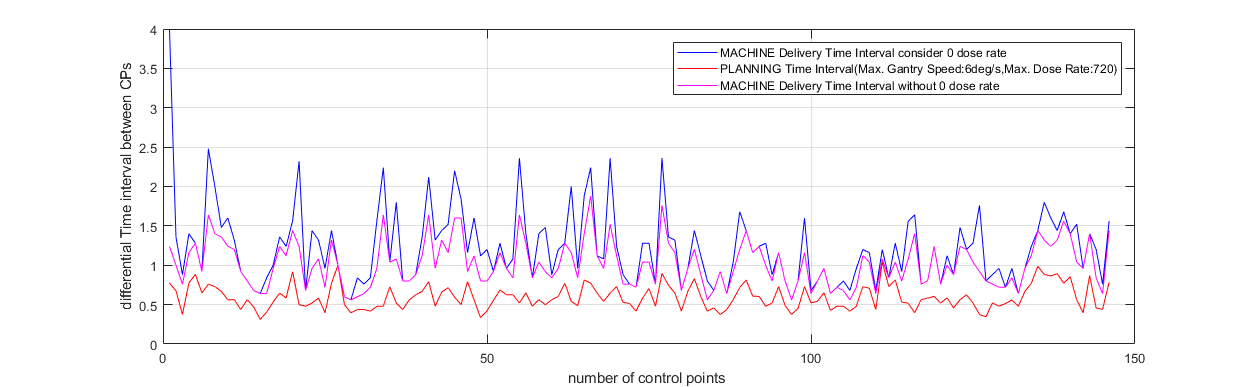 4
3.5
3
2.5
2
1.5
1
0.5
0
differential Time interval between CPs
MACHINE Delivery Time Interval consider 0 dose rate
PLANNING Time Interval(Max. Gantry Speed:6deg/s,Max. Dose Rate:720)
MACHINE Delivery Time Interval without 0 dose rate
0 50 100 150
number of control points